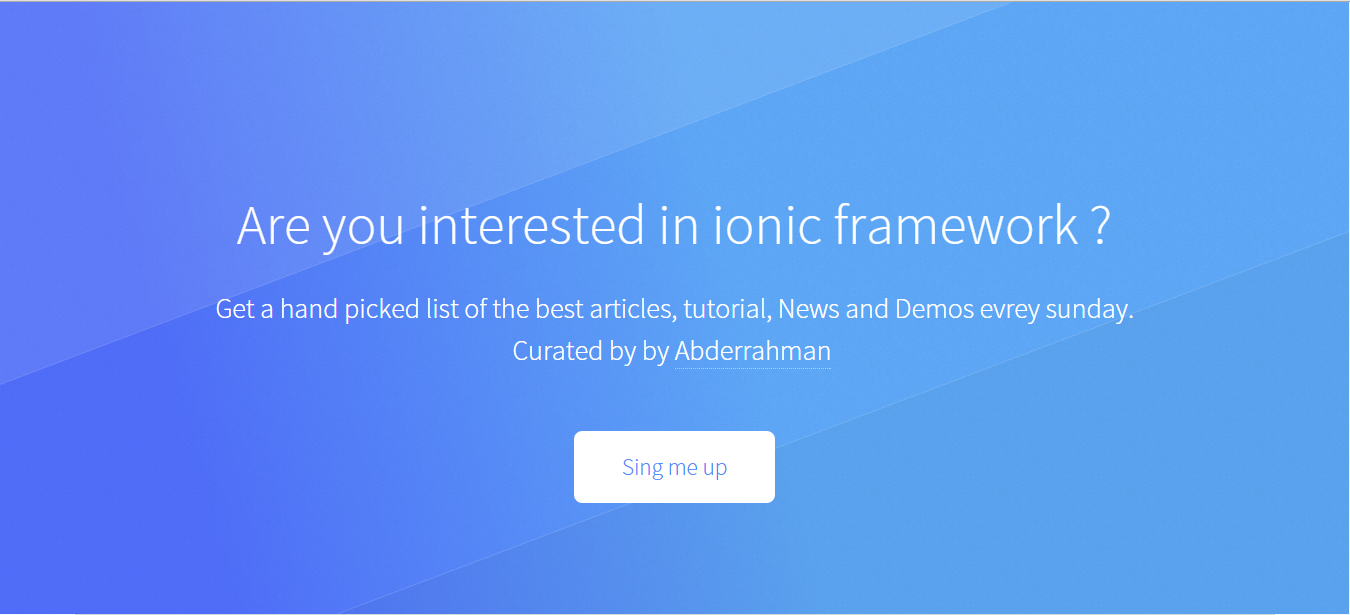 Are you interested in ionic framework ?
Get a hand picked list of the best articles, tutorial, News and Demos evrey sunday.
Curated by by Abderrahman
Sing me up